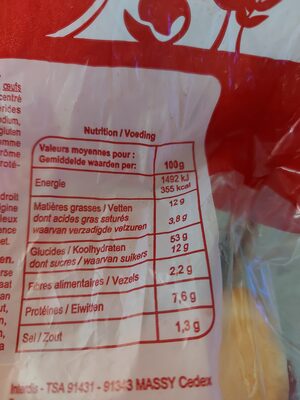 œufs
centré
gluten
Nutrition / Voeding
Valeurs moyennes pour :
Gemiddelde waarden per:
100g
Energie
1492 kJ
355 kcal
Matières grasses / Vetten
12 g
dont acides gras saturés
waarvan verzadigde vetzuren
3,8 g
Glucides / Koolhydraten
53 g
dont sucres / waarvan suikers
12 g
Fibres alimentaires / Vezels
2,2 g
Protéines / Eiwitten
7,6 g
Sel / Zout
1,3 g
Interdis - TSA 91431 - 91343 MASSY Cedex